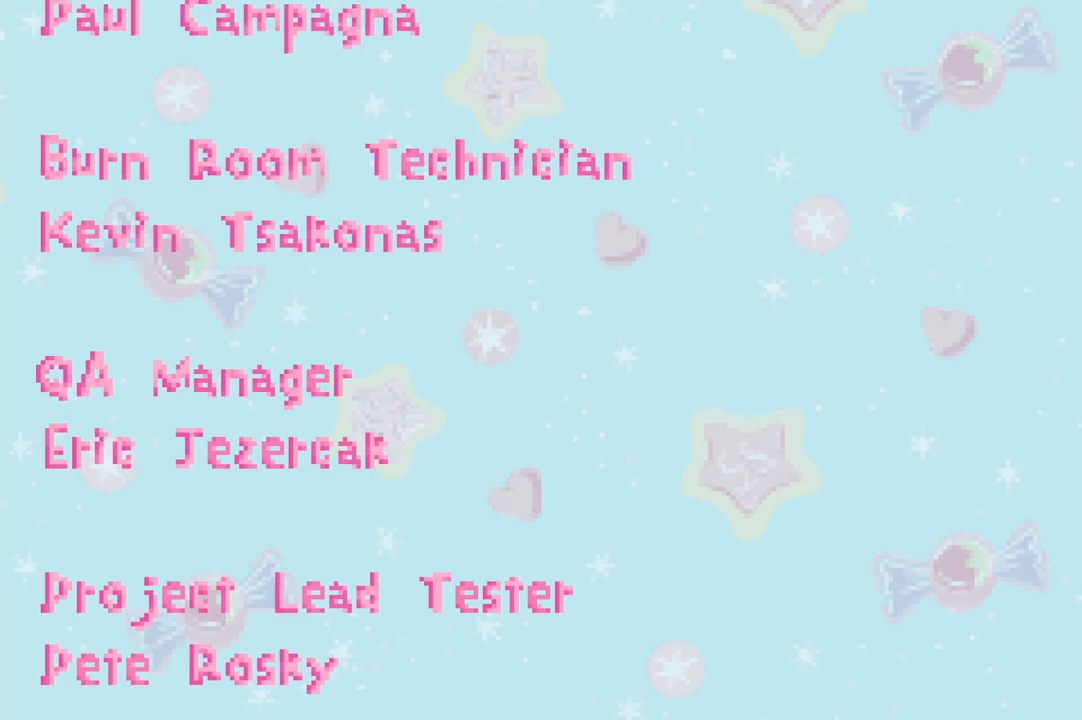 Paul Campagna
Burn Room Technician
Kevin Tsakonas
QA Manager
Eric Jezercak
Project Lead Tester
Pete Rosky